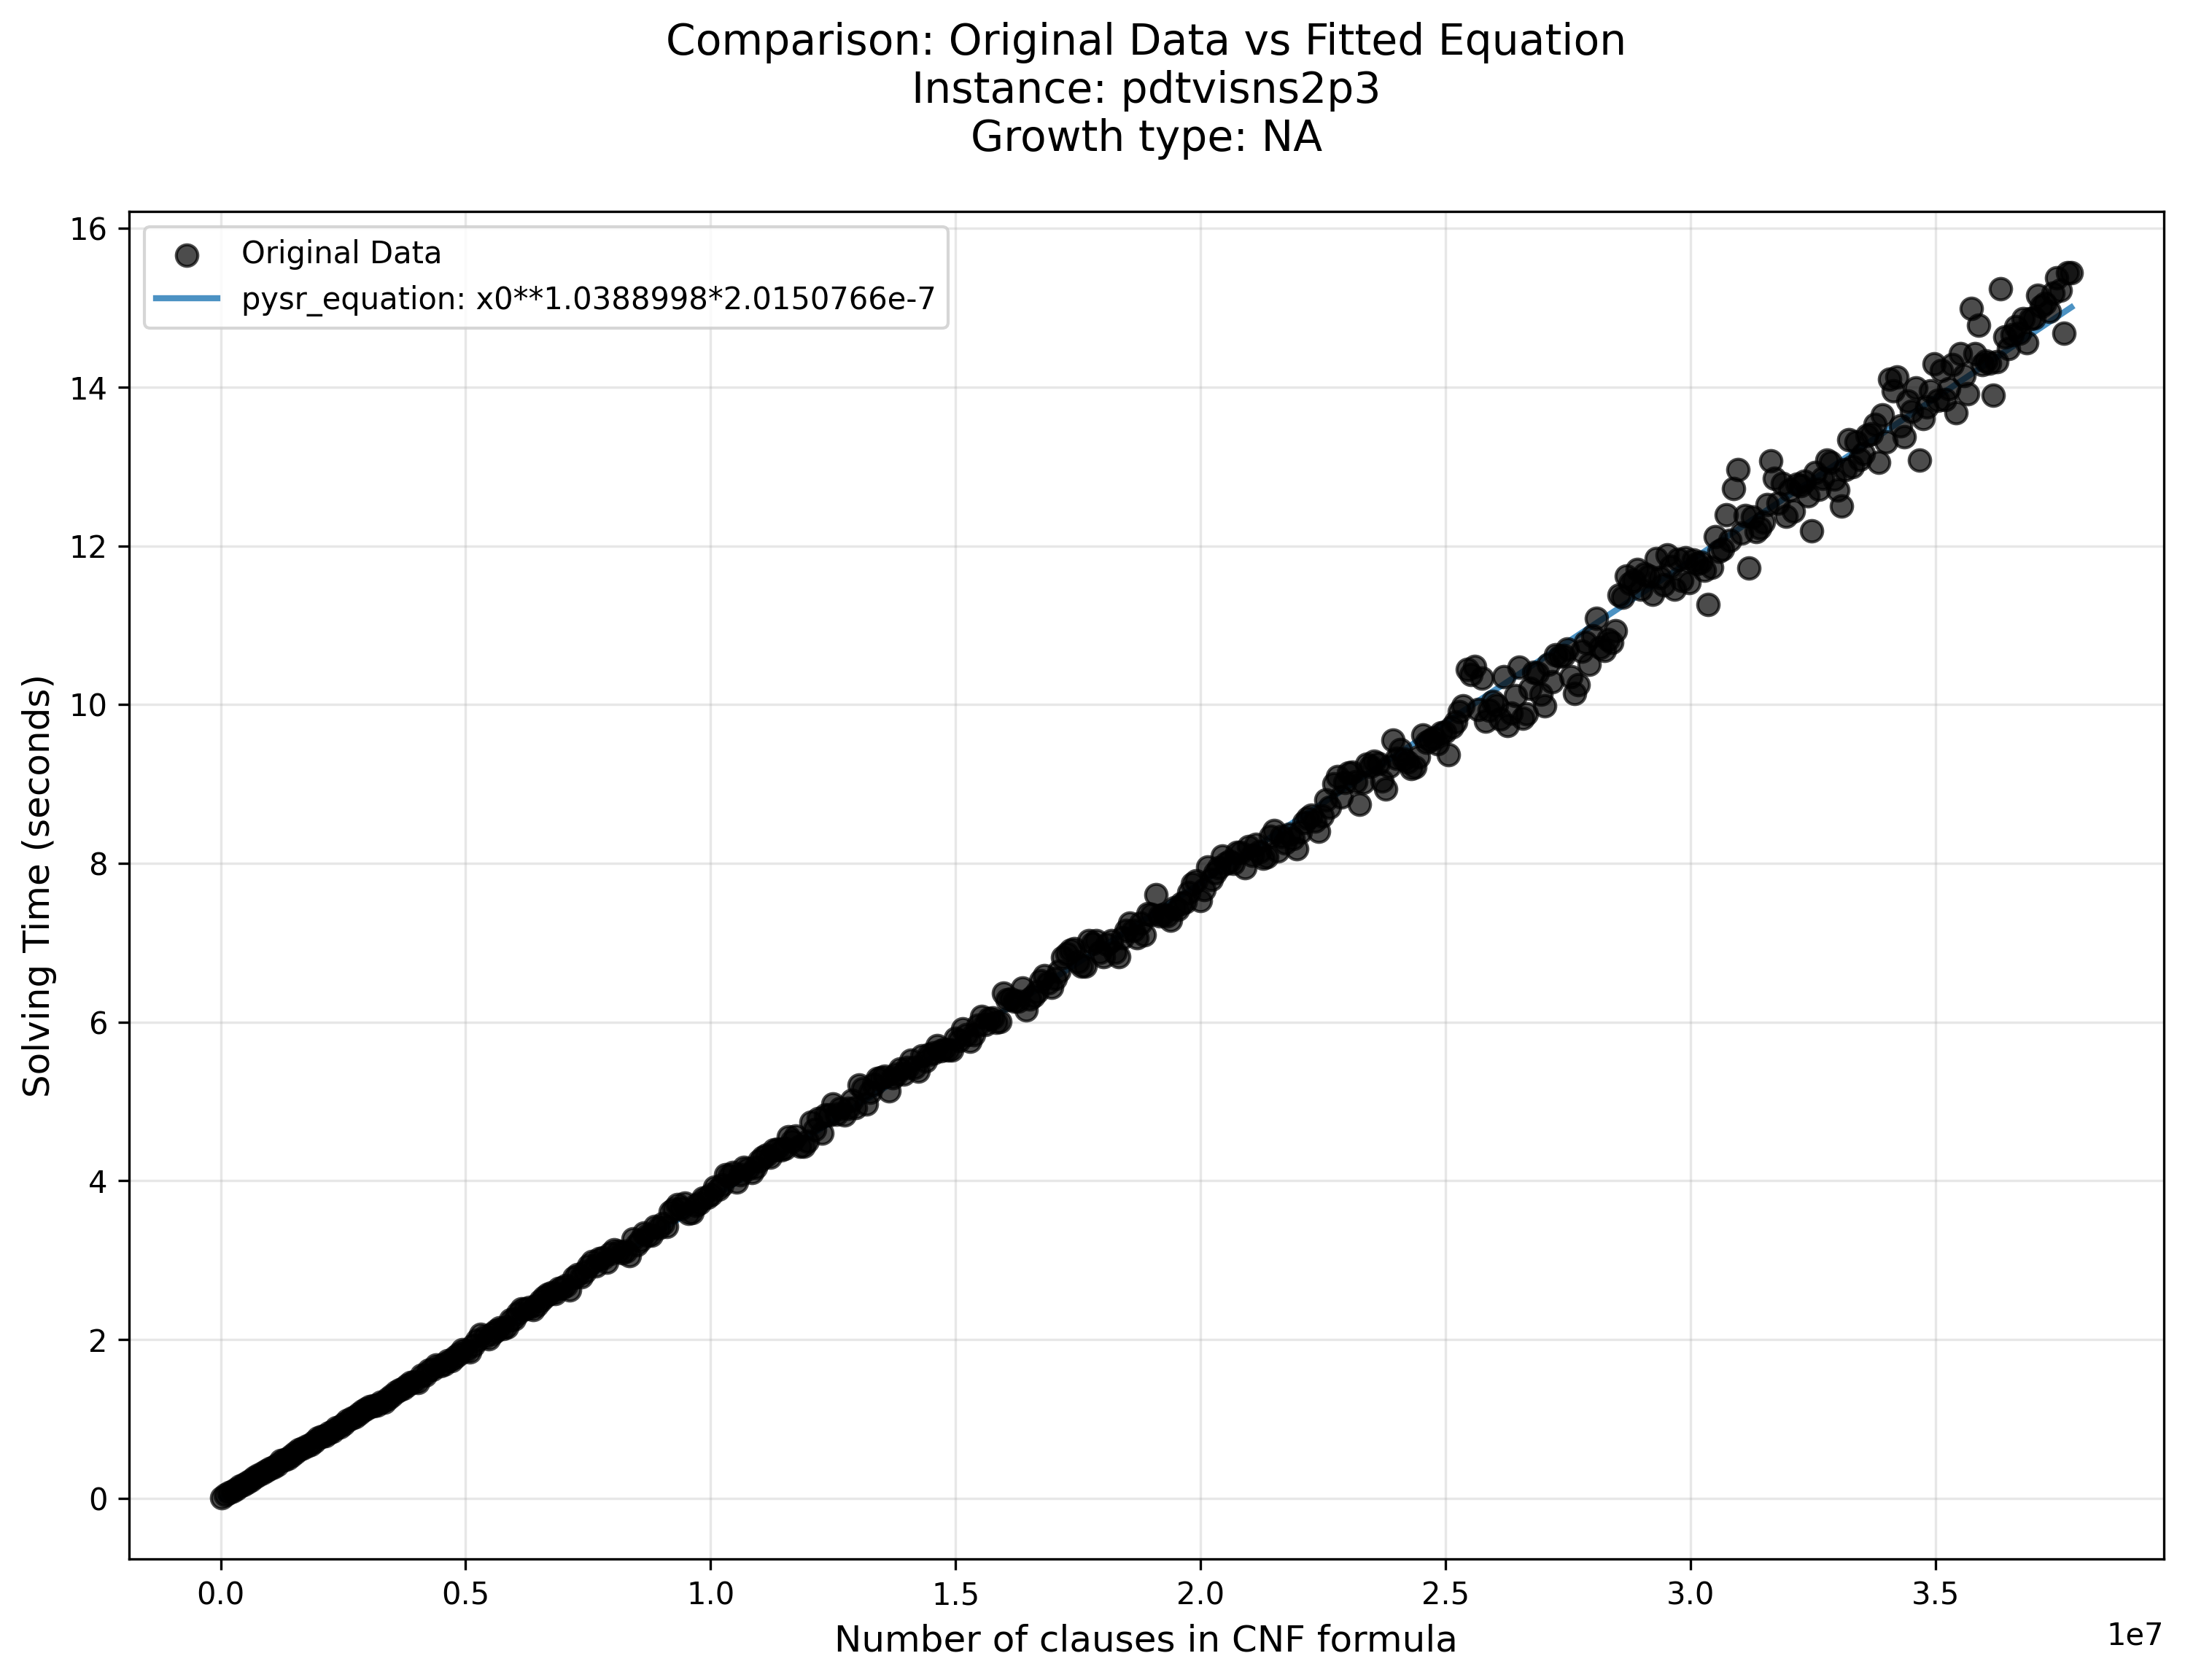 Comparison: Original Data vs Fitted Equation
Instance: pdtvisns2p3
Growth type: NA
Original Data
pysr_equation: x0**1.0388998*2.0150766e-7
Solving Time (seconds)
16
14
12
10
8
6
4
2
0
0.0 0.5 1.0 1.5 2.0 2.5 3.0 3.5
1e7
Number of clauses in CNF formula